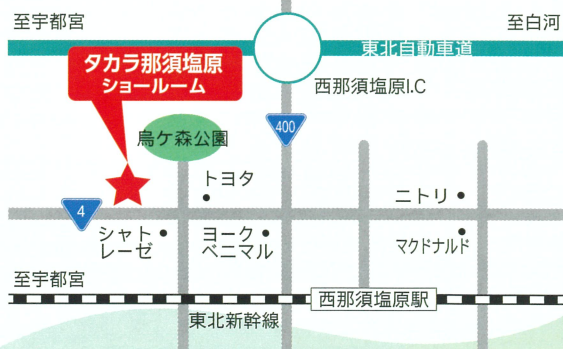 至宇都宮
至白河
東北自動車道
タカラ那須塩原
ショールーム
西那須塩原I.C
400
烏ケ森公園
トヨタ
ニトリ
4
シャト
レーゼ
ヨーク
ベニマル
マクドナルド
至宇都宮
西那須塩原駅
東北新幹線